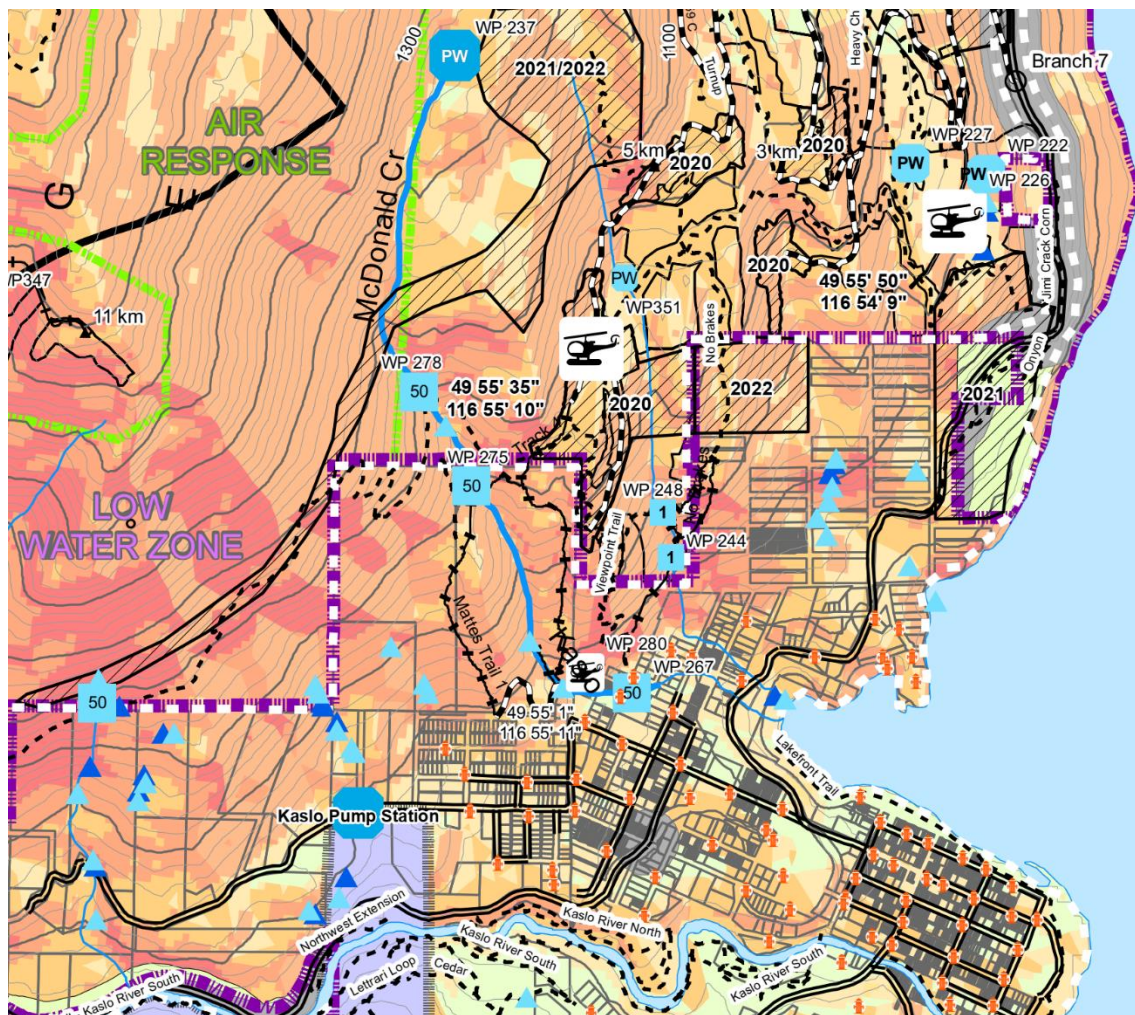 WP 237
PW
1300
2021/2022
1100
Turnup
Branch 7
AIR
RESPONSE
5 km
2020
3 km
2020
WP 227
PW
WP 222
PW
WP 226
G
E
McDonald Cr
PW
WP351
2020
49 55' 50"
116 54' 9"
Jimi Crack Corn
11 km
No Brakes
WP 278
50
49 55' 35"
116 55' 10"
2020
2022
Onyon
2021
WP 275
50
Track
LOW
WATER ZONE
WP 248
1
WP 244
1
Viewpoint Trail
Mattes Trail 1
WP 280
WP 267
50
50
49 55' 1"
116 55' 11"
Lakefront Trail
Kaslo Pump Station
Northwest Extension
Kaslo River North
Kaslo River South
Lettrari Loop
Cedar
Kaslo River South
Kaslo River South